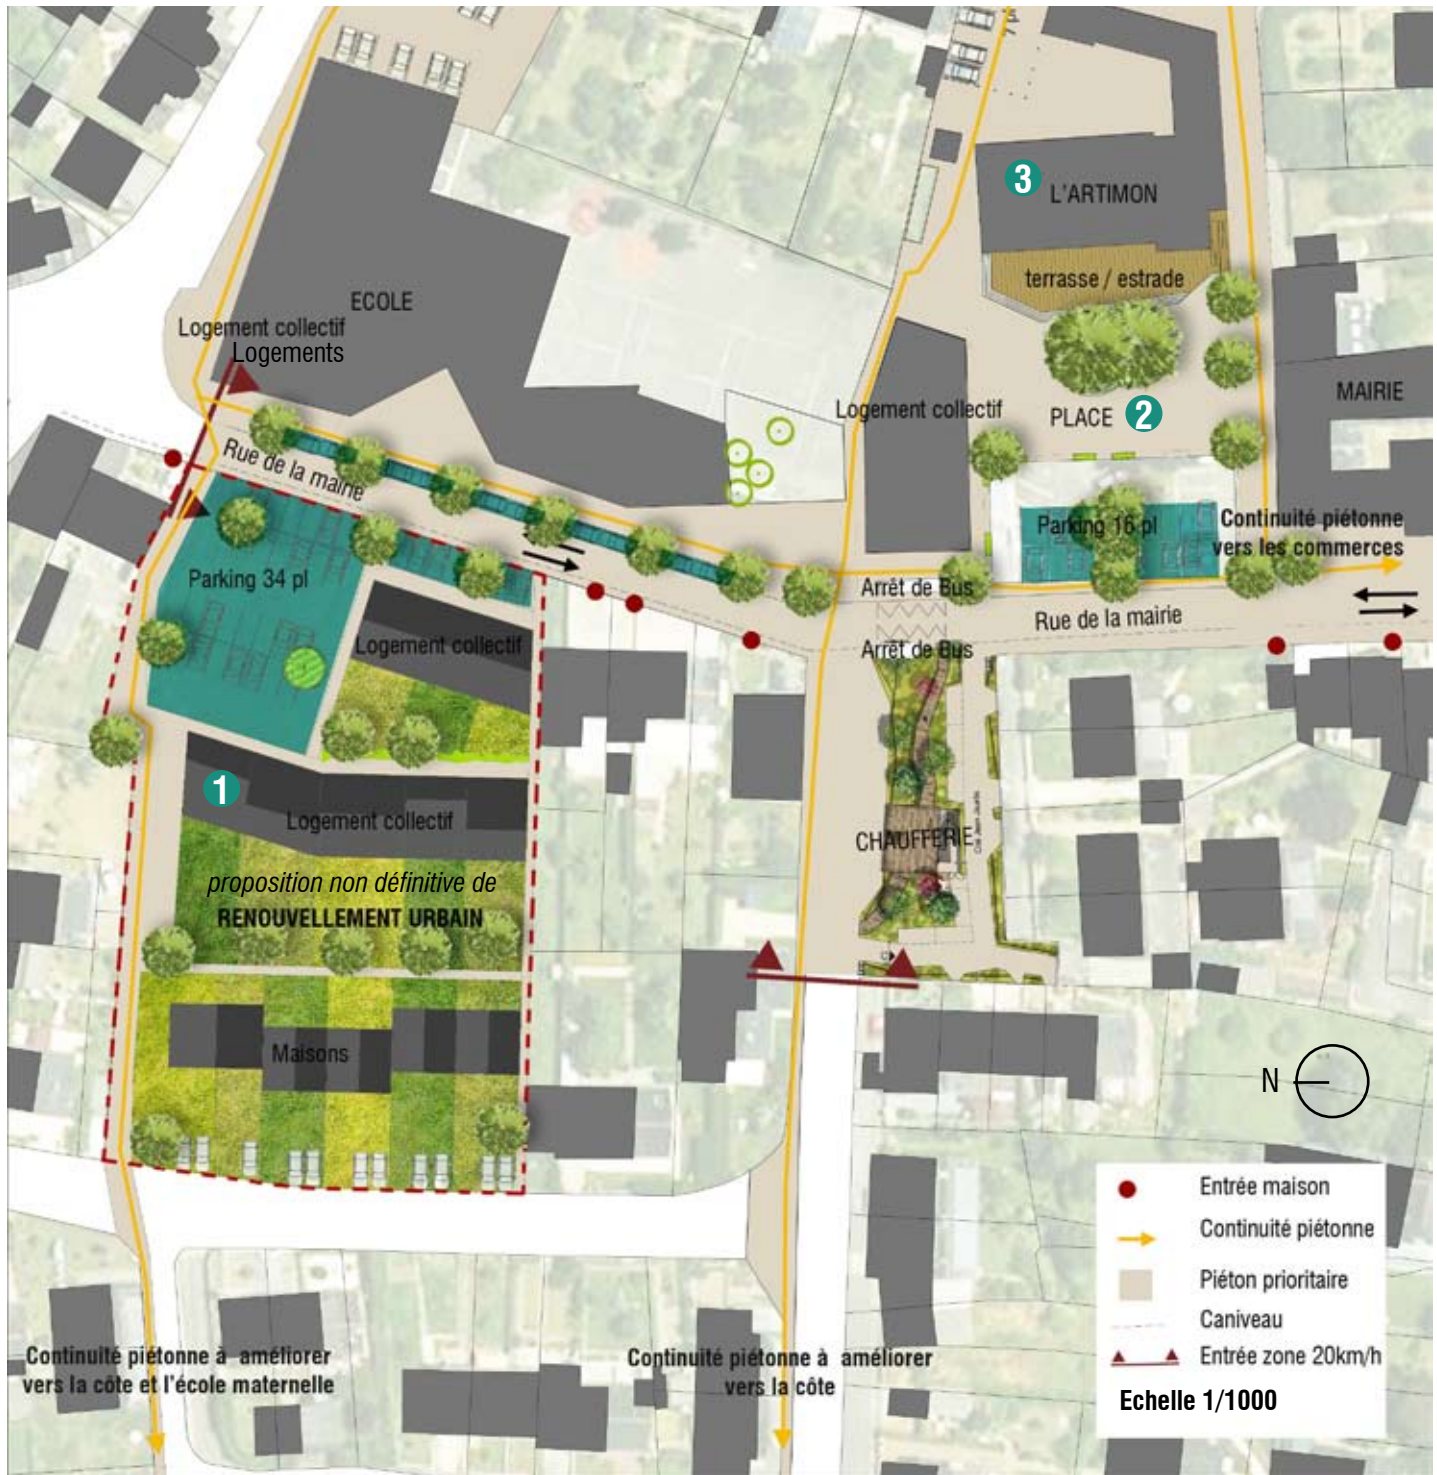 3
L'ARTIMON
terrasse / estrade
ECOLE
Logement collectif
Logements
MAIRIE
Logement collectif
PLACE 2
Rue de la mairie
Parking 16 pl
Continuité piétonne
vers les commerces
Parking 34 pl
Arrêt de Bus
Rue de la mairie
Logement collectif
Arrêt de Bus
1
Logement collectif
CHAUFFERIE
proposition non définitive de
RENOUVELLEMENT URBAIN
Maisons
N
Entrée maison
Continuité piétonne
Piéton prioritaire
Caniveau
Entrée zone 20km/h
Echelle 1/1000
Continuité piétonne à améliorer
vers la côte et l'école maternelle
Continuité piétonne à améliorer
vers la côte